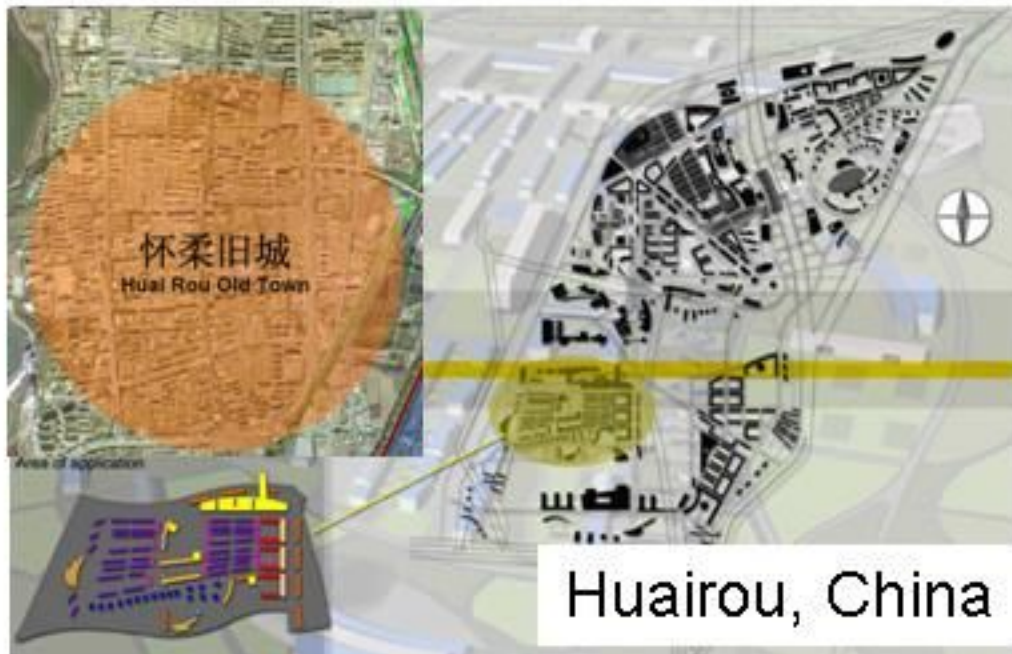 怀柔旧城
Huai Rou Old Town
Area of application
Huairou, China